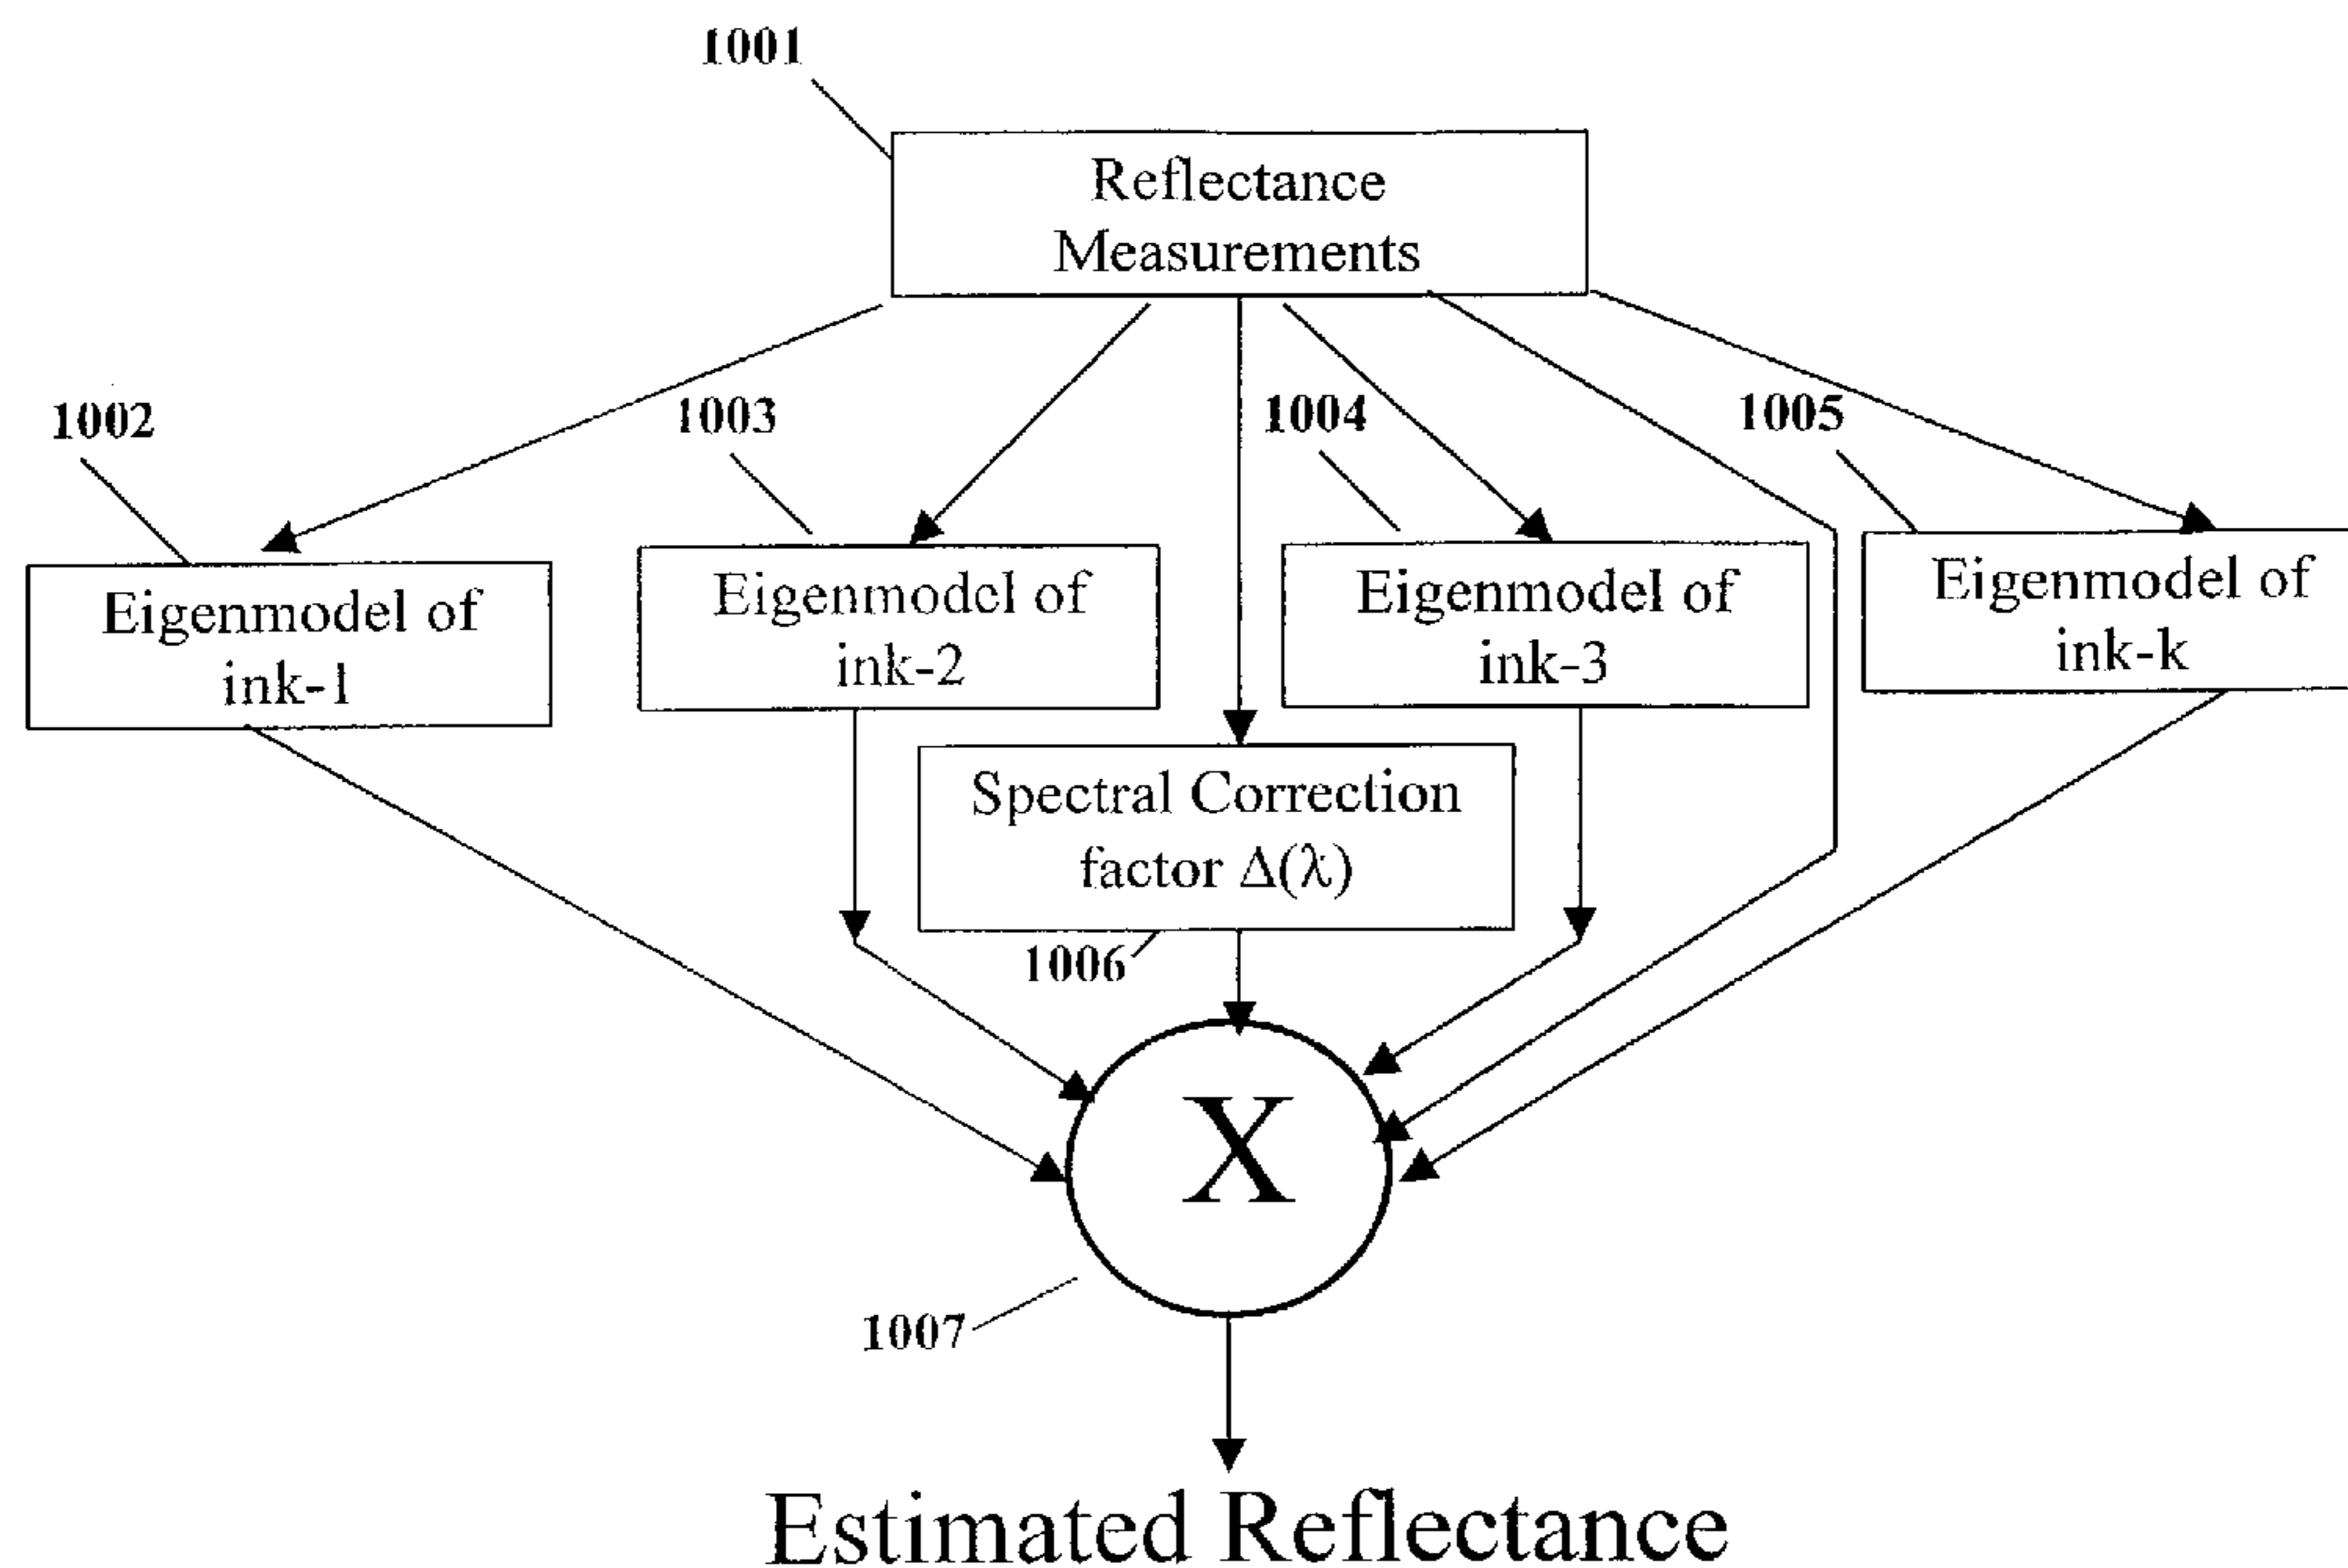 1001
Reflectance
Measurements
1002
1003
1004
1005
Eigenmodel of
ink-1
Eigenmodel of
ink-2
Eigenmodel of
ink-3
Eigenmodel of
ink-k
Spectral Correction
factor Δ(λ)
1006
X
1007
Estimated Reflectance